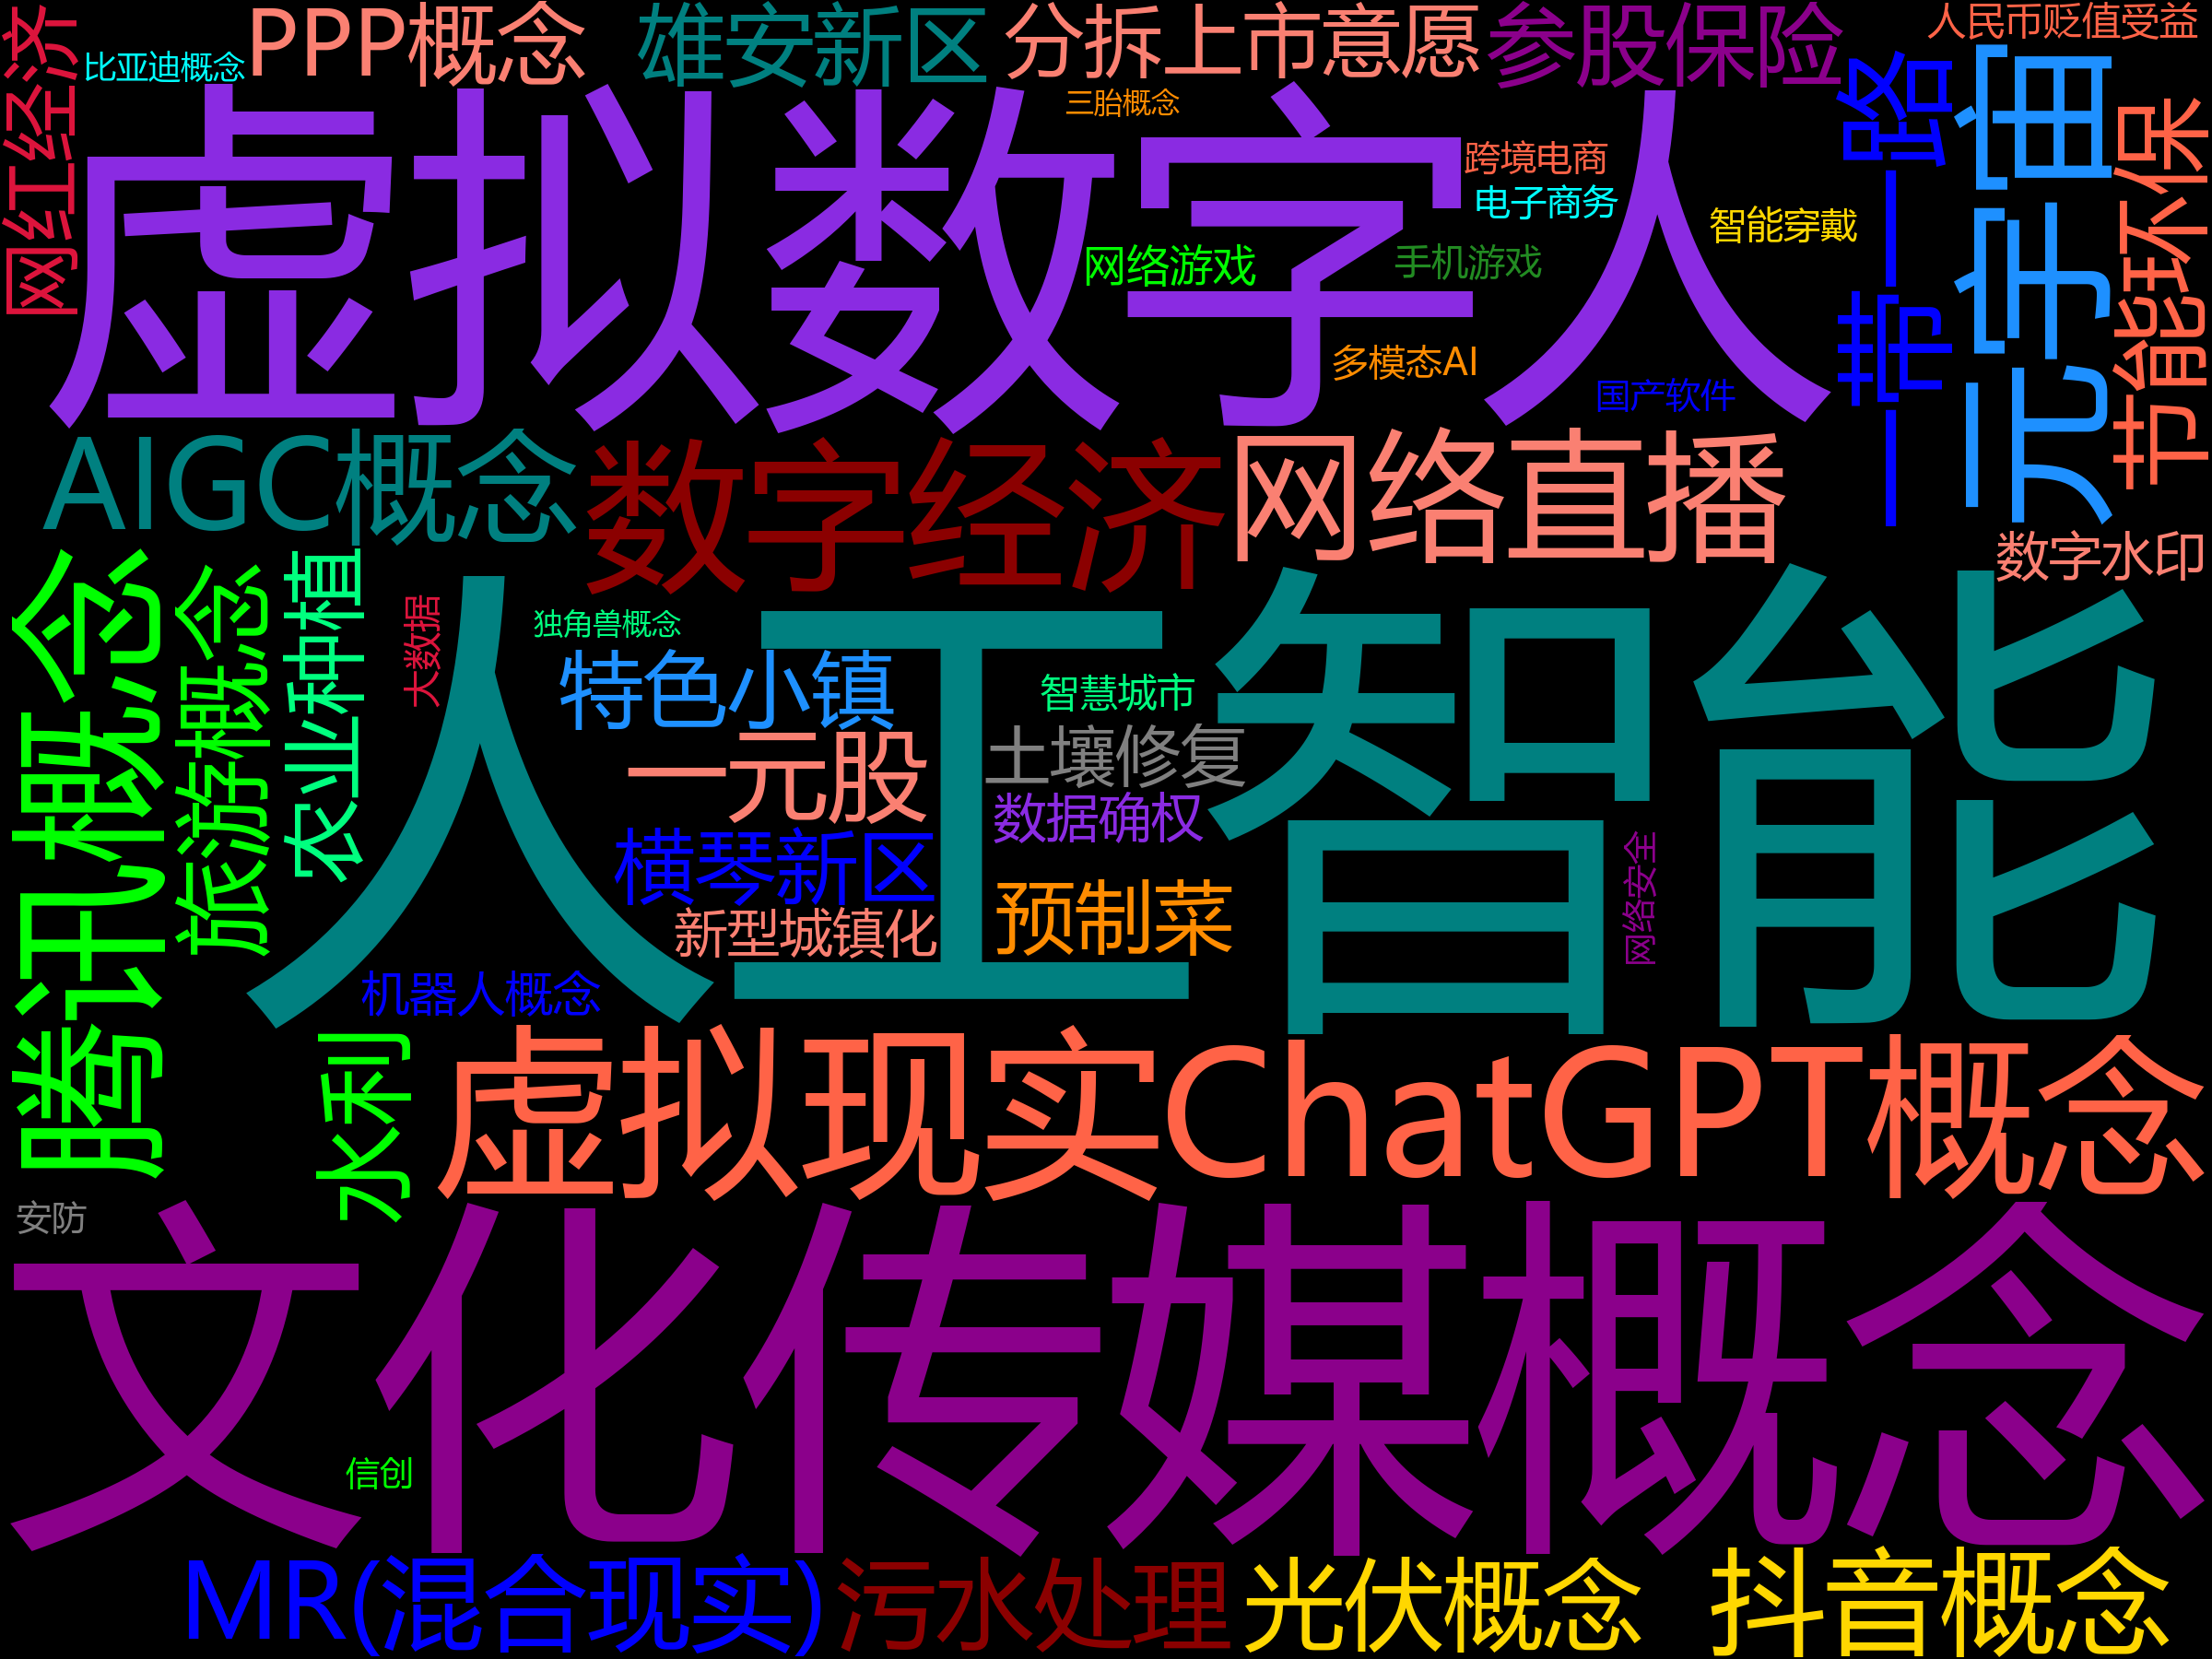 网红经济
比亚迪概念
PPP概念
雄安新区
分拆上市意愿
参股保险
人民币贬值受益
虚拟数字人
三胎概念
跨境电商
电子商务
智能穿戴
网络游戏
手机游戏
多模态AI
国产软件
一带一路
元宇宙
节能环保
AIGC概念
数字经济
网络直播
数字水印
腾讯概念
旅游概念
农业种植
大数据
独角兽概念
人工智能
特色小镇
智慧城市
一元股
土壤修复
数据确权
横琴新区
预制菜
网络安全
新型城镇化
机器人概念
水利
虚拟现实
ChatGPT概念
安防
文化传媒概念
信创
MR(混合现实)
污水处理
光伏概念
抖音概念